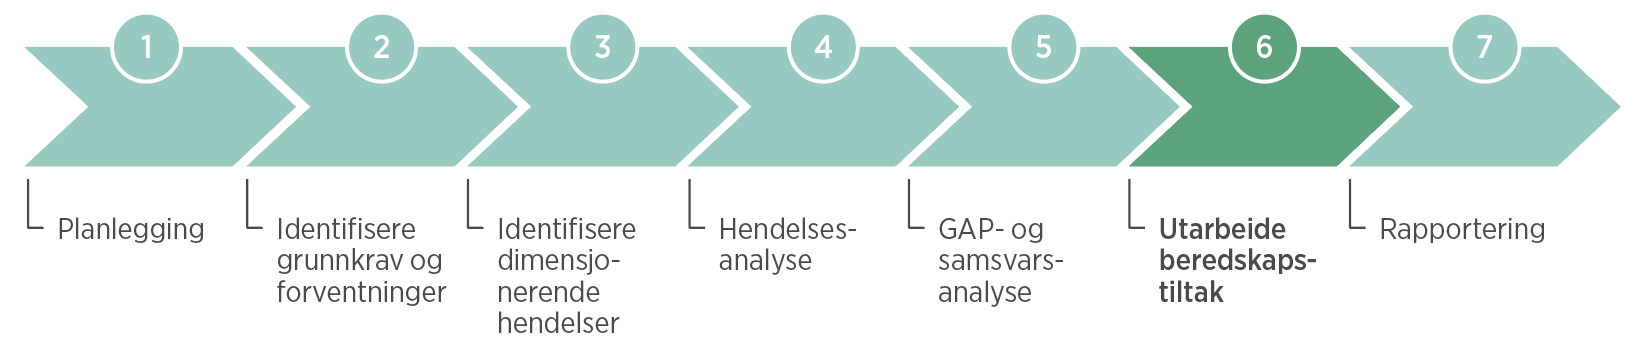 1
2
3
4
5
6
7
Planlegging
Identifisere
grunnkrav og
forventninger
Identifisere
dimensjo-
nerende
hendelser
Hendelses-
analyse
GAP- og
samsvars-
analyse
Utarbeide
beredskaps-
tiltak
Rapportering